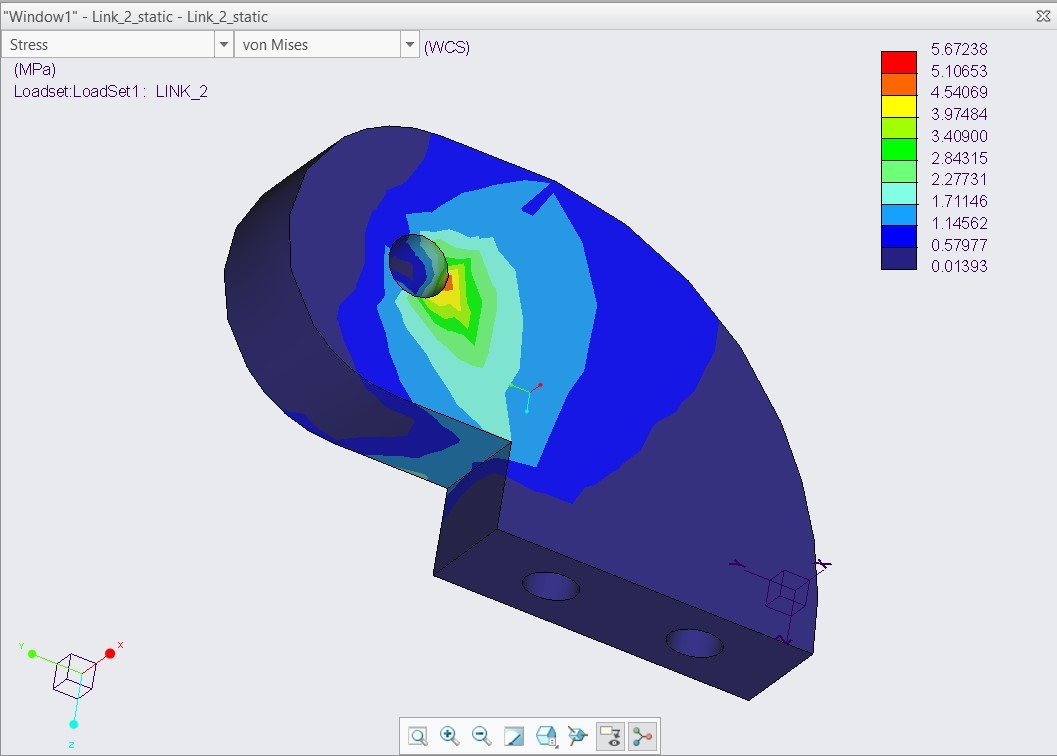 "Window1" - Link_2_static - Link_2_static
Stress von Mises (WCS)
(MPa)
Loadset:LoadSet1 : LINK_2
5.67238
5.10653
4.54069
3.97484
3.40900
2.84315
2.27731
1.71146
1.14562
0.57977
0.01393
Y X
Z
Y X
Z